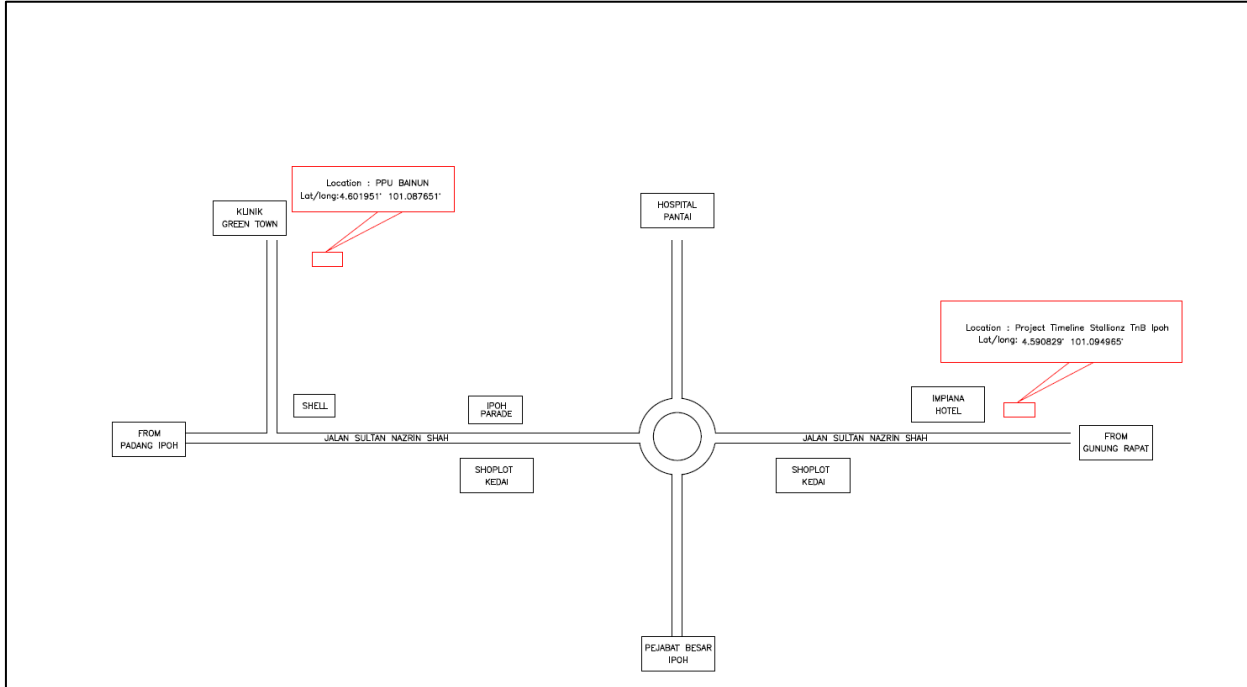 Location : PPU BAINUN
Lat/long:4.601951' 101.087651'
KLINIK
GREEN TOWN
HOSPITAL
PANTAI
Location : Project Timeline Stallionz TnB Ipoh
Lat/long: 4.590829' 101.094965'
SHELL
IPOH
PARADE
IMPIANA
HOTEL
FROM
PADANG IPOH
JALAN SULTAN NAZRIN SHAH
JALAN SULTAN NAZRIN SHAH
FROM
GUNUNG RAPAT
SHOPLOT
KEDAI
SHOPLOT
KEDAI
PEJABAT BESAR
IPOH